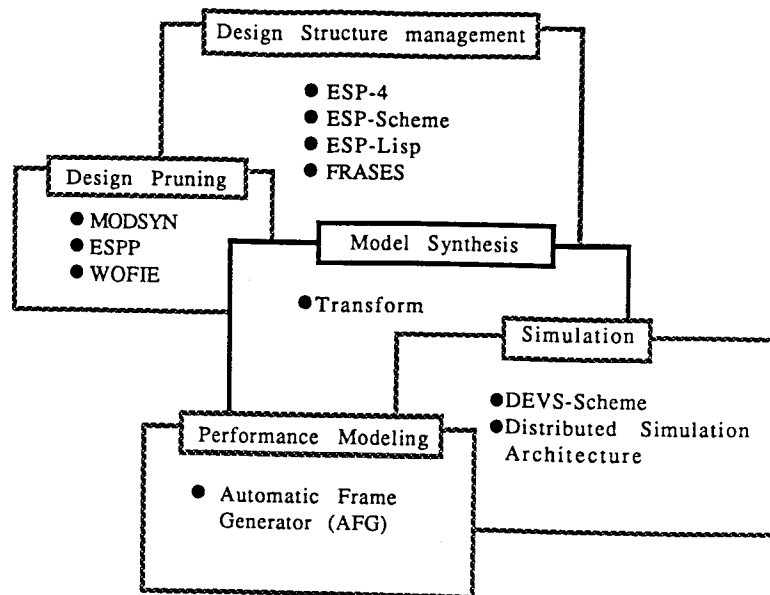 Design Structure management
● ESP-4
● ESP-Scheme
● ESP-Lisp
● FRASES
Design Pruning
● MODSYN
● ESPP
● WOFIE
Model Synthesis
● Transform
Simulation
● DEVS-Scheme
● Distributed Simulation
Architecture
Performance Modeling
● Automatic Frame
Generator (AFG)